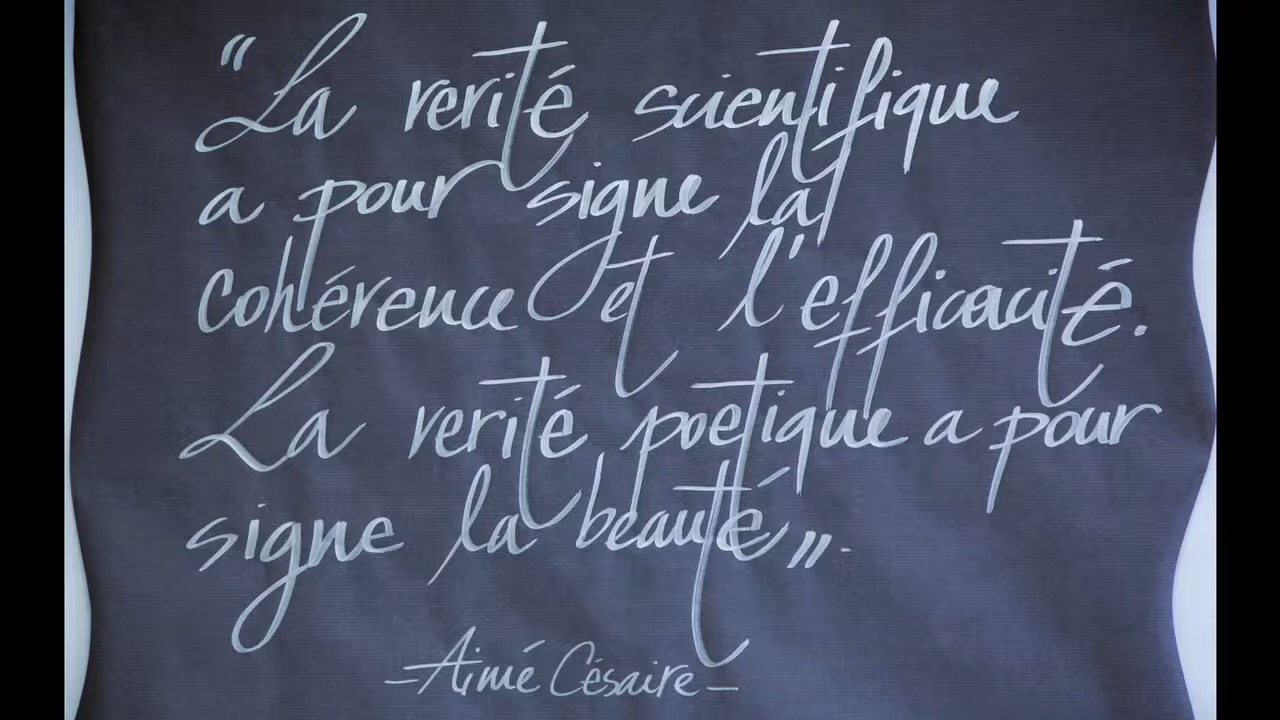 "La verité scientifique
a pour signe la
cohérence et l'efficacité.
La verité poetique a pour
signe la beauté".
-Aimé Césaire-